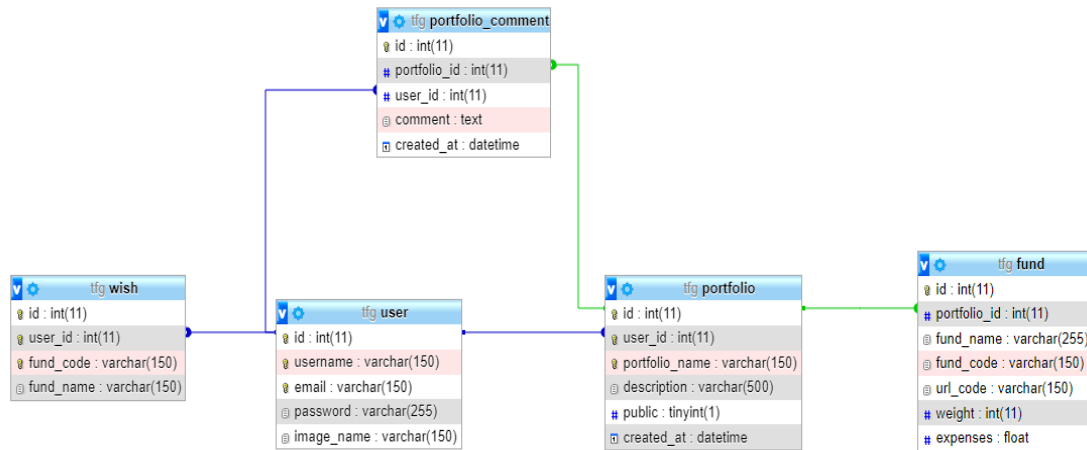 tfg portfolio_comment
id : int(11)
portfolio_id : int(11)
user_id : int(11)
comment : text
created_at : datetime
tfg wish
id : int(11)
user_id : int(11)
fund_code : varchar(150)
fund_name : varchar(150)
tfg user
id : int(11)
username : varchar(150)
email : varchar(150)
password : varchar(255)
image_name : varchar(150)
tfg portfolio
id : int(11)
user_id : int(11)
portfolio_name : varchar(150)
description : varchar(500)
public : tinyint(1)
created_at : datetime
tfg fund
id : int(11)
portfolio_id : int(11)
fund_name : varchar(255)
fund_code : varchar(150)
url_code : varchar(150)
weight : int(11)
expenses : float